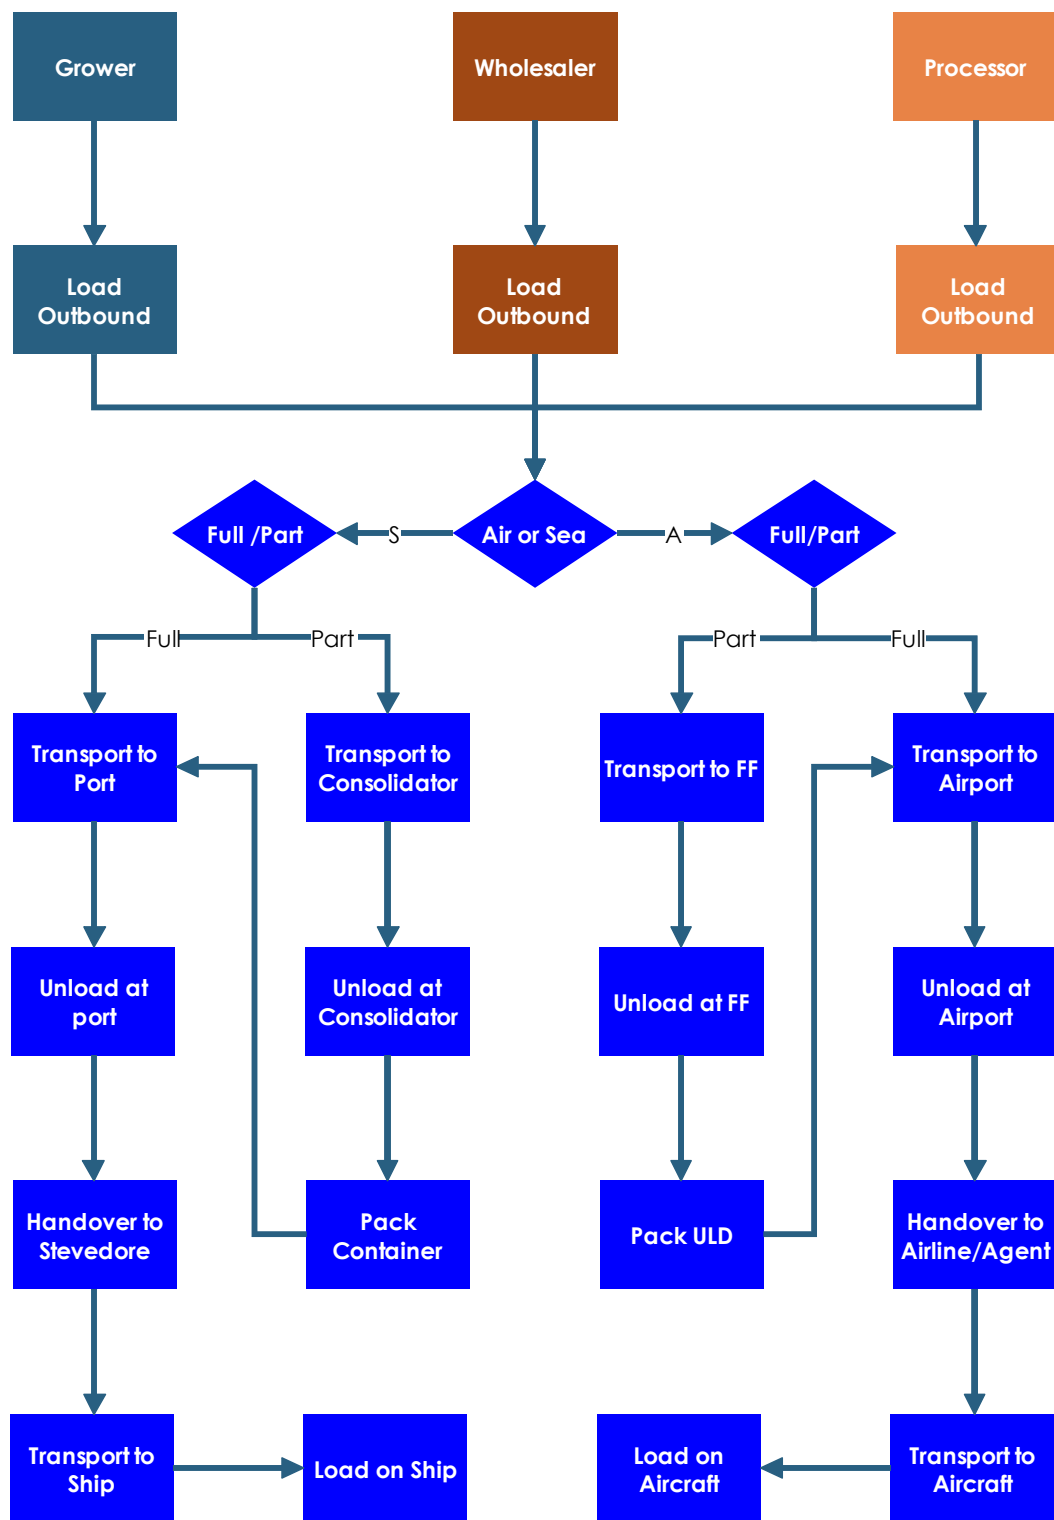 Grower
Wholesaler
Processor
Load
Outbound
Load
Outbound
Load
Outbound
Full /Part
S
Air or Sea
A
Full/Part
Full
Part
Part
Full
Transport to
Port
Transport to
Consolidator
Transport to FF
Transport to
Airport
Unload at
port
Unload at
Consolidator
Unload at FF
Unload at
Airport
Handover to
Stevedore
Pack
Container
Pack ULD
Handover to
Airline/Agent
Transport to
Ship
Load on Ship
Load on
Aircraft
Transport to
Aircraft